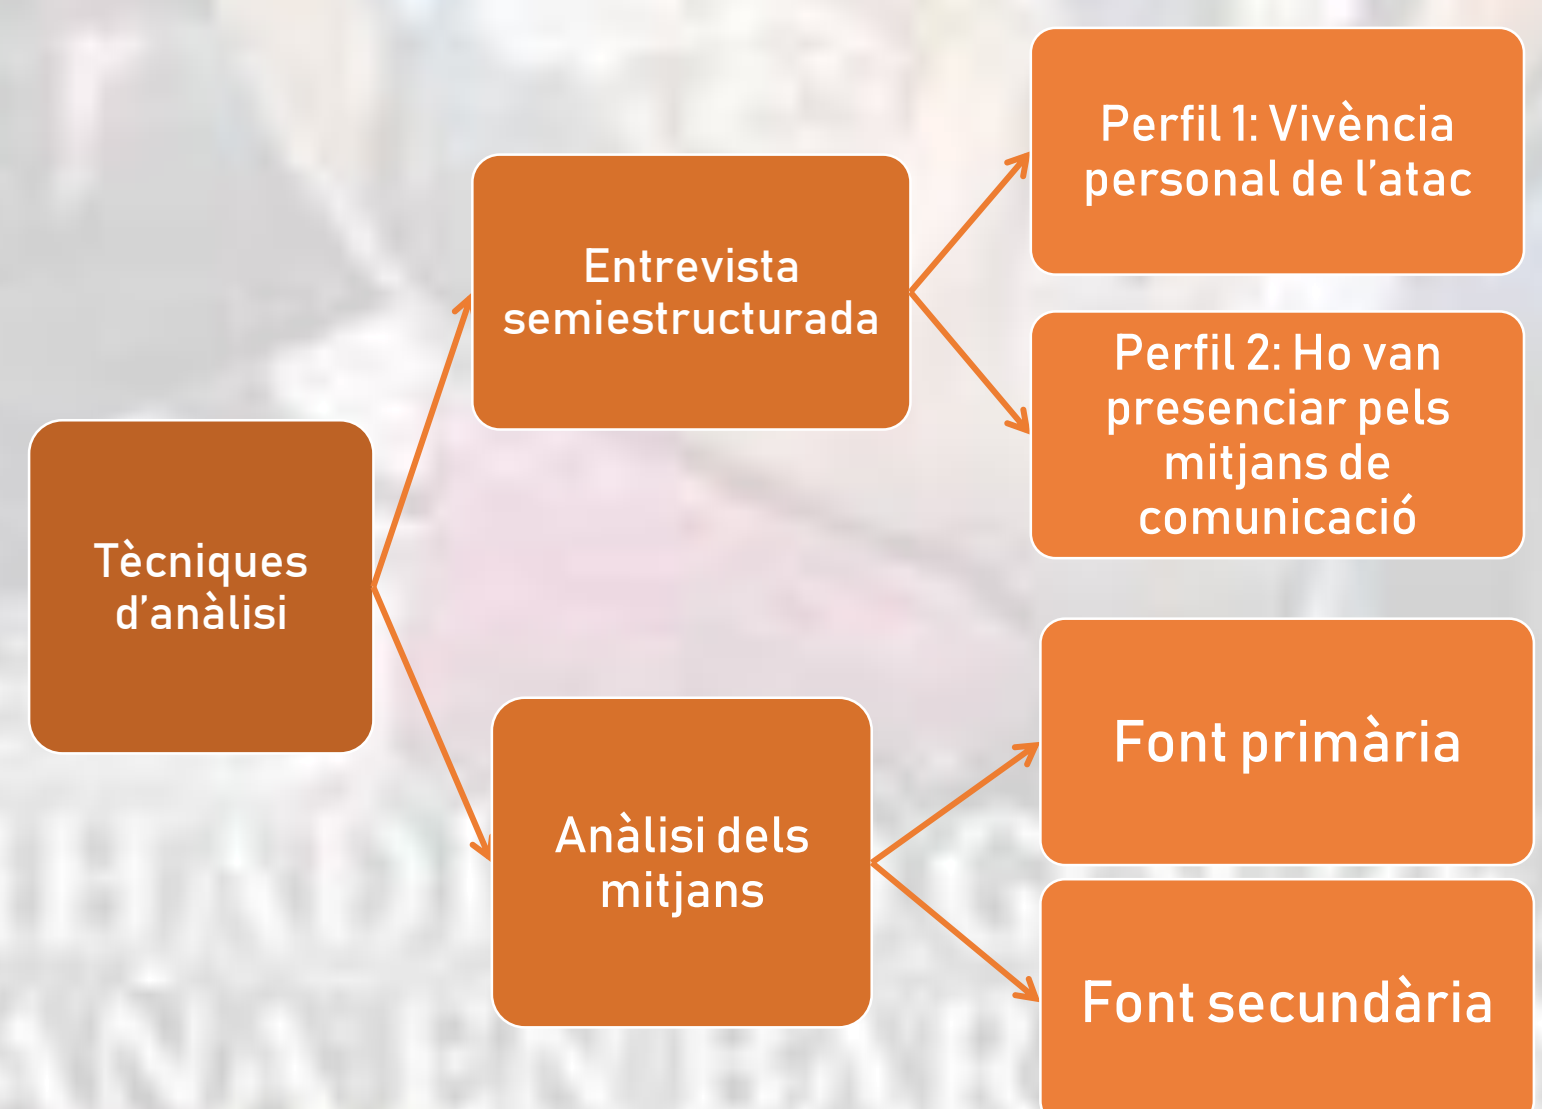 Tècniques
d'anàlisi
Entrevista
semiestructurada
Perfil 1: Vivència
personal de l'atac
Perfil 2: Ho van
presenciar pels
mitjans de
comunicació
Anàlisi dels
mitjans
Font primària
Font secundària